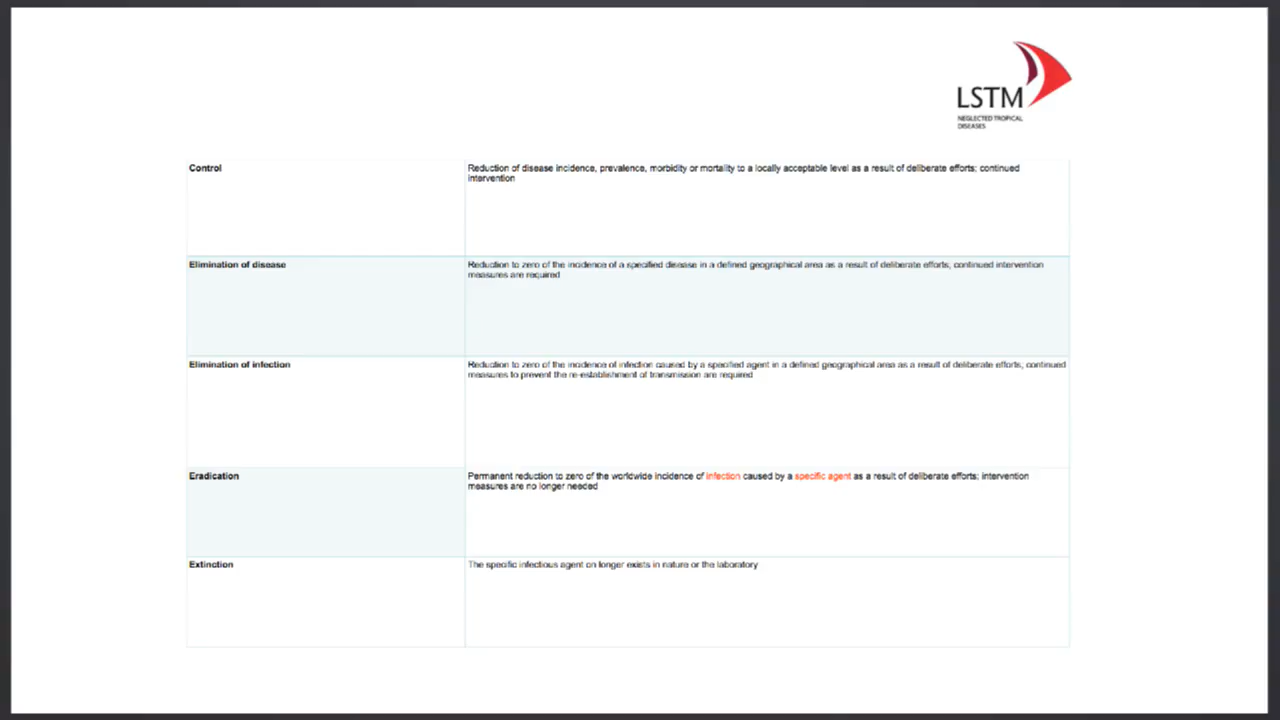 LSTM
NEGLECTED TROPICAL
DISEASES
Control
Reduction of disease incidence, prevalence, morbidity or mortality to a locally acceptable level as a result of deliberate efforts; continued
intervention
Elimination of disease
Reduction to zero of the incidence of a specified disease in a defined geographical area as a result of deliberate efforts; continued intervention
measures are required
Elimination of infection
Reduction to zero of the incidence of infection caused by a specified agent in a defined geographical area as a result of deliberate efforts; continued
measures to prevent the re-establishment of transmission are required
Eradication
Permanent reduction to zero of the worldwide incidence of infection caused by a specific agent as a result of deliberate efforts; intervention
measures are no longer needed
Extinction
The specific infectious agent on longer exists in nature or the laboratory